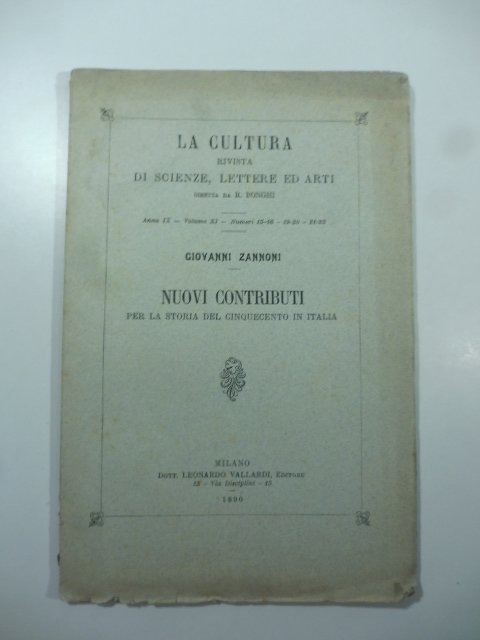 LA CULTURA
RIVISTA
DI SCIENZE, LETTERE ED ARTI
DIRETTA DA R. BONGHI
Anno IX — Volume XI — Numeri 15-16 - 19-20 - 21-22
GIOVANNI ZANNONI
NUOVI CONTRIBUTI
PER LA STORIA DEL CINQUECENTO IN ITALIA
MILANO
DOTT. LEONARDO VALLARDI, EDITORE
15 - Via Disciplini - 15
1890